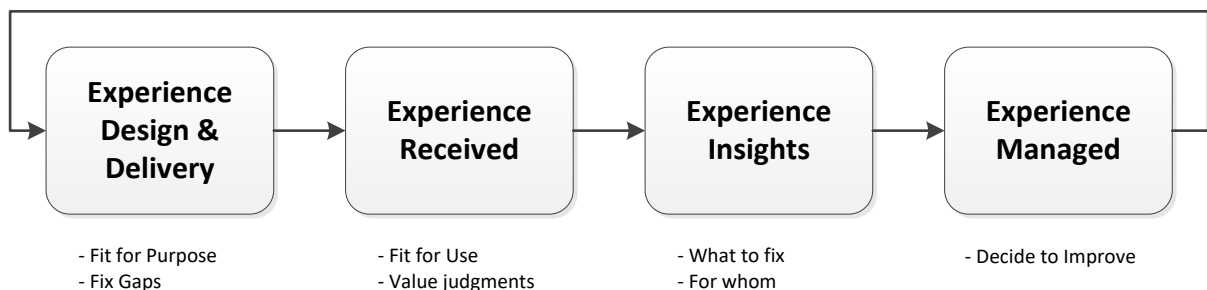 Experience
Design &
Delivery
Experience
Received
Experience
Insights
Experience
Managed
- Fit for Purpose
- Fix Gaps
- Fit for Use
- Value judgments
- What to fix
- For whom
- Decide to Improve